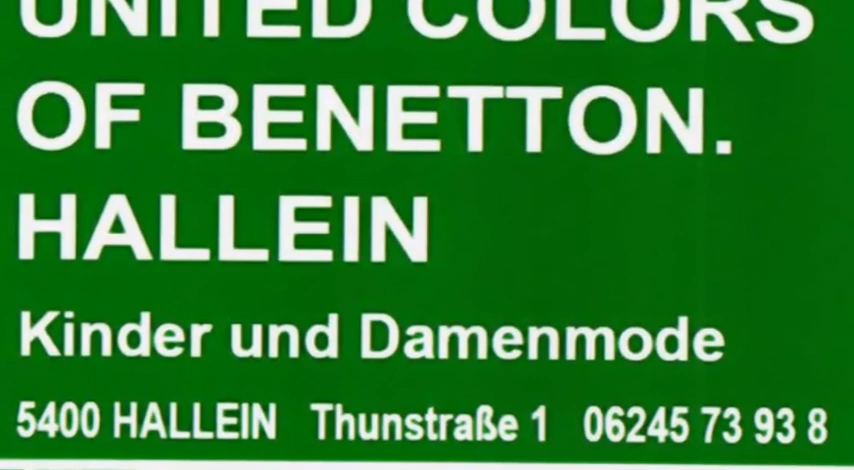 UNITED COLORS
OF BENETTON.
HALLEIN
Kinder und Damenmode
5400 HALLEIN Thunstraße 1 06245 73 93 8